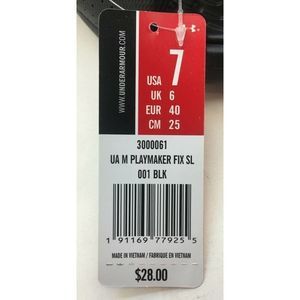 WWW.UNDERARMOUR.COM
USA 7
UK 6
EUR 40
CM 25
3000061
UA M PLAYMAKER FIX SL
001 BLK
1 91169 77925 5
MADE IN VIETNAM / FABRIQUE EN VIETNAM
$28.00